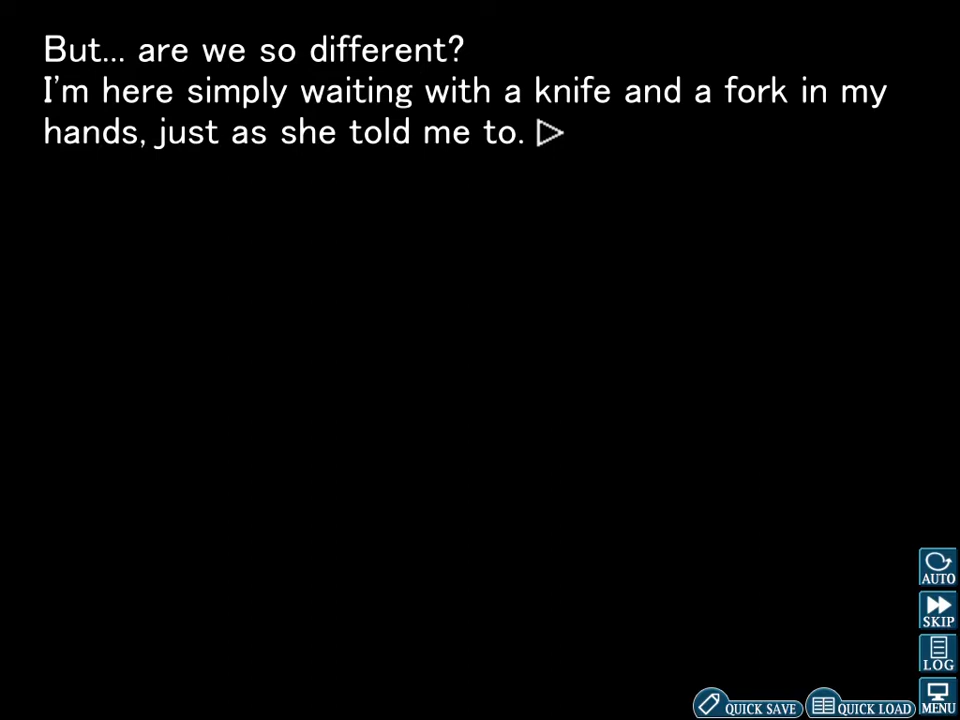 But... are we so different?
I'm here simply waiting with a knife and a fork in my
hands, just as she told me to.
AUTO
SKIP
LOG
QUICK SAVE
QUICK LOAD
MENU